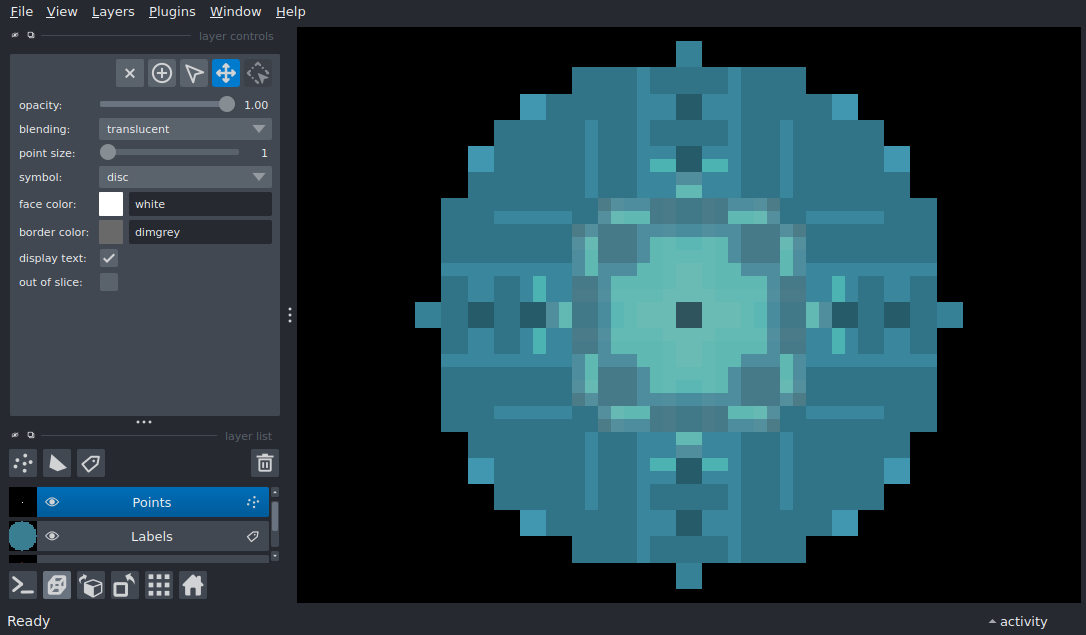 File View Layers Plugins Window Help
layer controls
opacity: 1.00
blending: translucent
point size: 1
symbol: disc
face color: white
border color: dimgrey
display text:
out of slice:
layer list
Points
Labels
Ready
activity